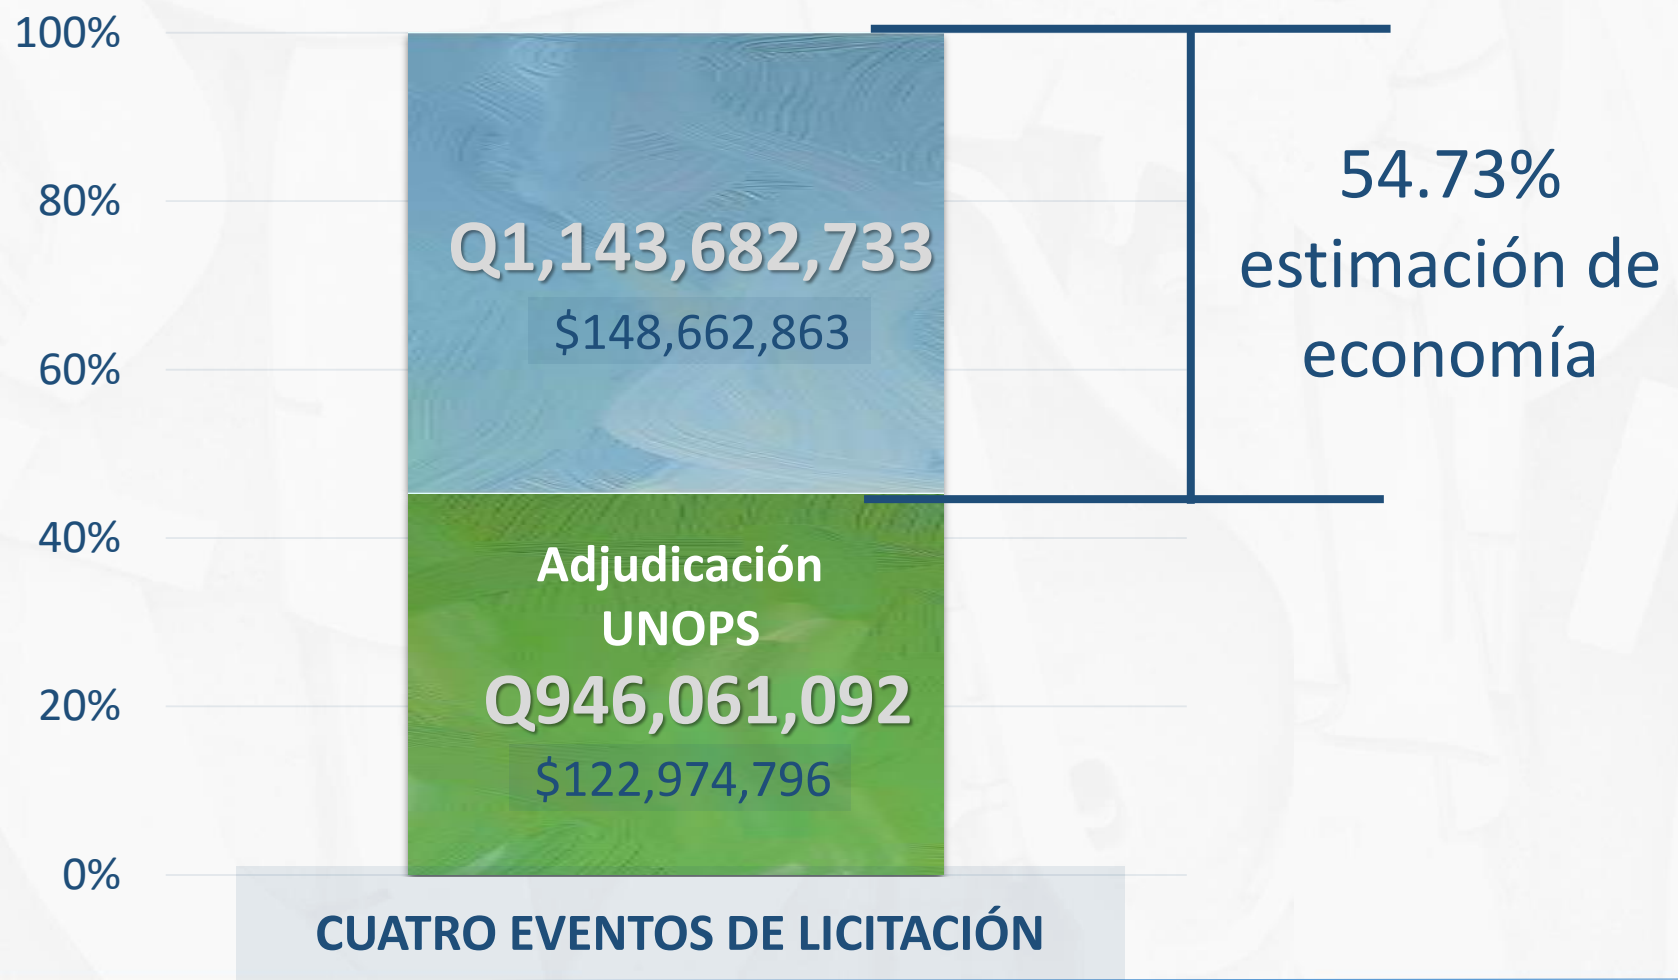 100%
80%
60%
40%
20%
0%
Q1,143,682,733
$148,662,863
Adjudicación
UNOPS
Q946,061,092
$122,974,796
CUATRO EVENTOS DE LICITACIÓN
54.73%
estimación de
economía